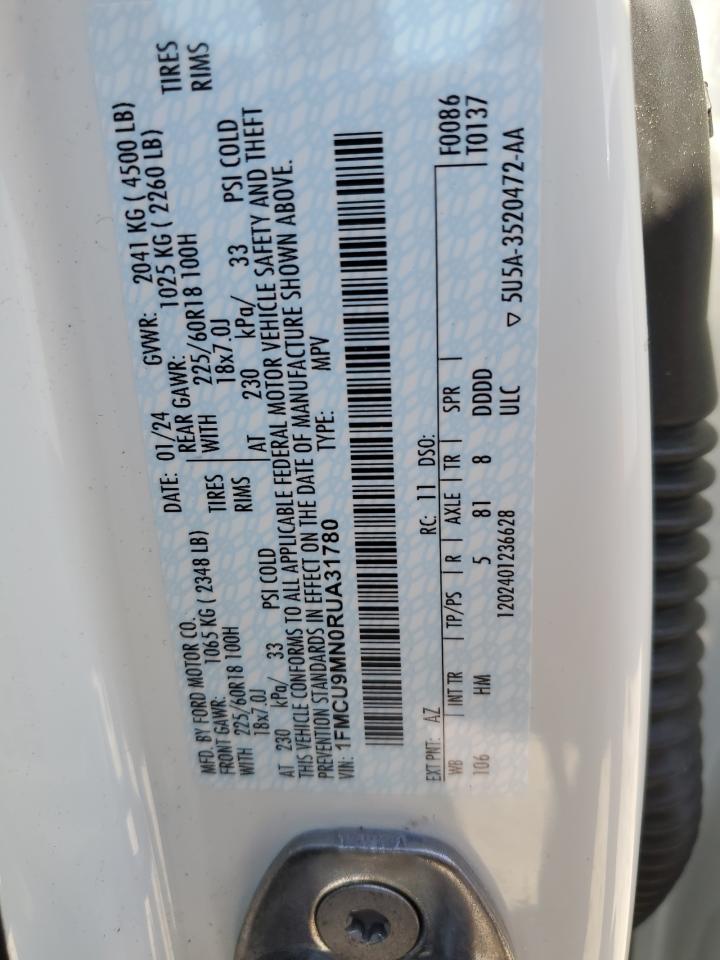 MFD. BY FORD MOTOR CO.
DATE: 01/24 GVWR: 2041 KG ( 4500 LB)
FRONT GAWR: 1065 KG ( 2348 LB) REAR GAWR: 1025 KG ( 2260 LB)
WITH 225/60R18 100H TIRES WITH 225/60R18 100H TIRES
18x7.0J RIMS 18x7.0J RIMS
AT 230 kPa/ 33 PSI COLD AT 230 kPa/ 33 PSI COLD
THIS VEHICLE CONFORMS TO ALL APPLICABLE FEDERAL MOTOR VEHICLE SAFETY AND THEFT
PREVENTION STANDARDS IN EFFECT ON THE DATE OF MANUFACTURE SHOWN ABOVE.
VIN: 1FMCU9MN0RUA31780 TYPE: MPV
EXT PNT: AZ RC: 11 DSO: F0086
WB INT TR TP/PS R AXLE TR SPR T0137
106 HM 5 81 8 DDDD
1202401236628 ULC ▽ 5U5A-3520472-AA